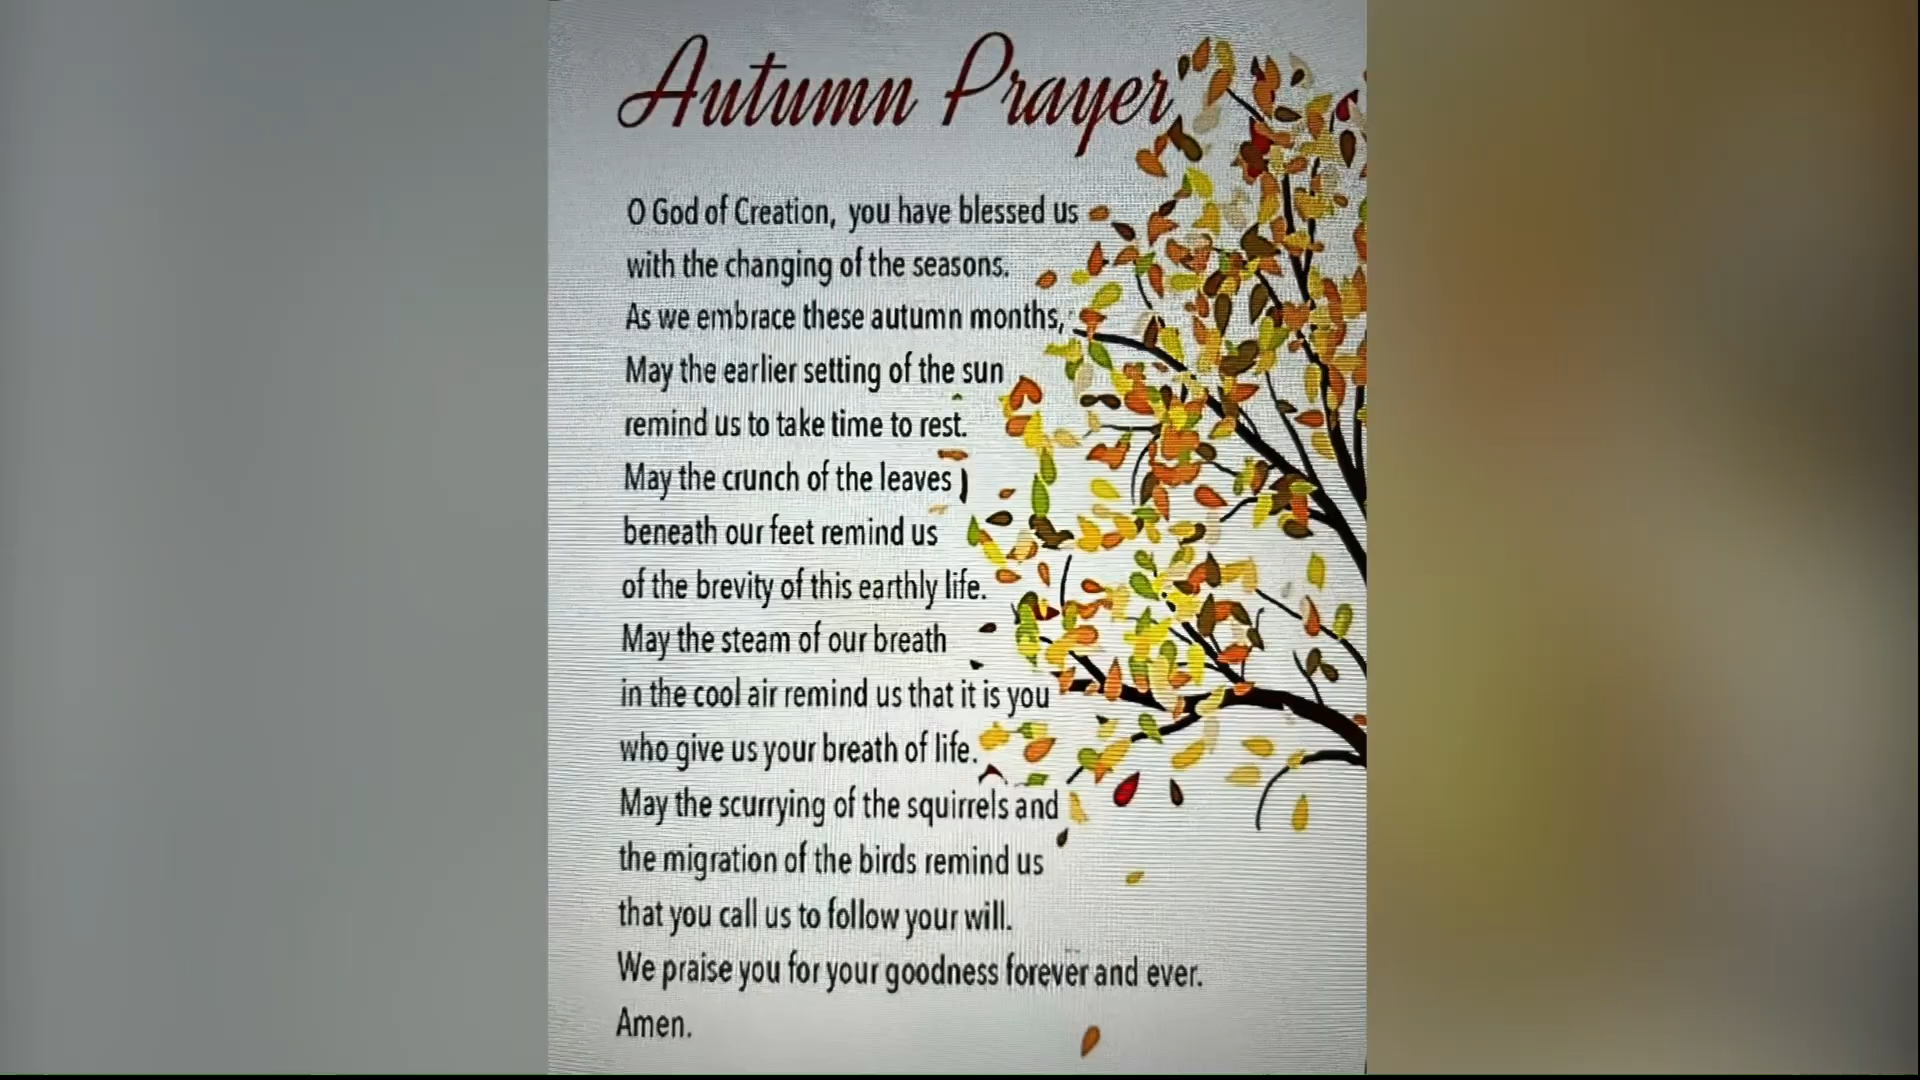 Autumn Prayer
O God of Creation, you have blessed us
with the changing of the seasons.
As we embrace these autumn months,
May the earlier setting of the sun
remind us to take time to rest.
May the crunch of the leaves
beneath our feet remind us
of the brevity of this earthly life.
May the steam of our breath
in the cool air remind us that it is you
who give us your breath of life.
May the scurrying of the squirrels and
the migration of the birds remind us
that you call us to follow your will.
We praise you for your goodness forever and ever.
Amen.